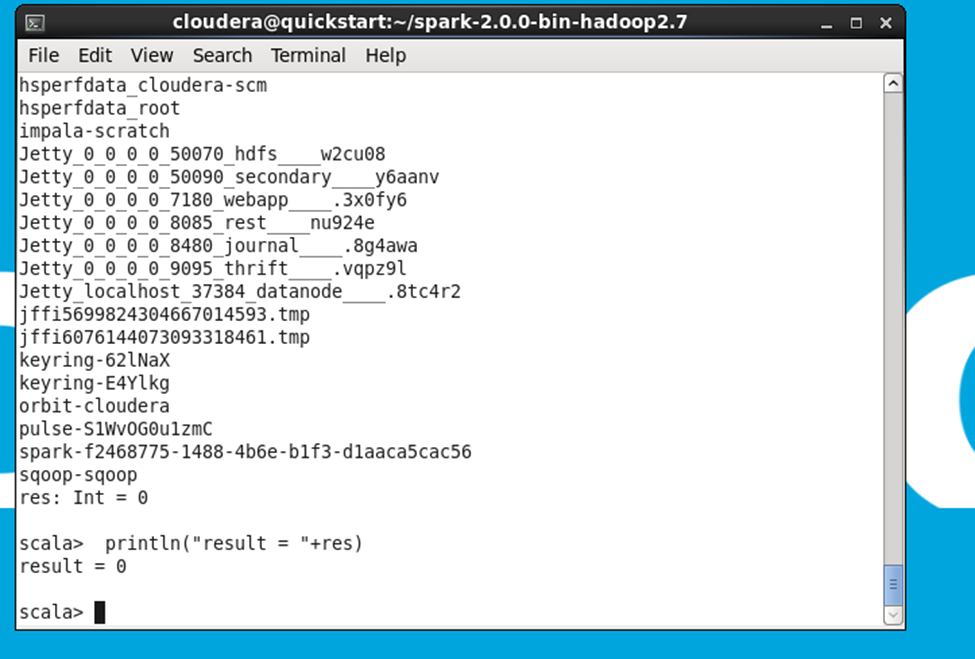 cloudera@quickstart:~/spark-2.0.0-bin-hadoop2.7
File Edit View Search Terminal Help
hsperfdata_cloudera-scm
hsperfdata_root
impala-scratch
Jetty_0_0_0_0_50070_hdfs____w2cu08
Jetty_0_0_0_0_50090_secondary____y6aanv
Jetty_0_0_0_0_7180_webapp____.3x0fy6
Jetty_0_0_0_0_8085_rest____nu924e
Jetty_0_0_0_0_8480_journal____.8g4awa
Jetty_0_0_0_0_9095_thrift____.vqpz9l
Jetty_localhost_37384_datanode____.8tc4r2
jffi5699824304667014593.tmp
jffi6076144073093318461.tmp
keyring-62lNaX
keyring-E4Ylkg
orbit-cloudera
pulse-S1WvOG0u1zmC
spark-f2468775-1488-4b6e-b1f3-d1aaca5cac56
sqoop-sqoop
res: Int = 0
scala>  println("result = "+res)
result = 0
scala>